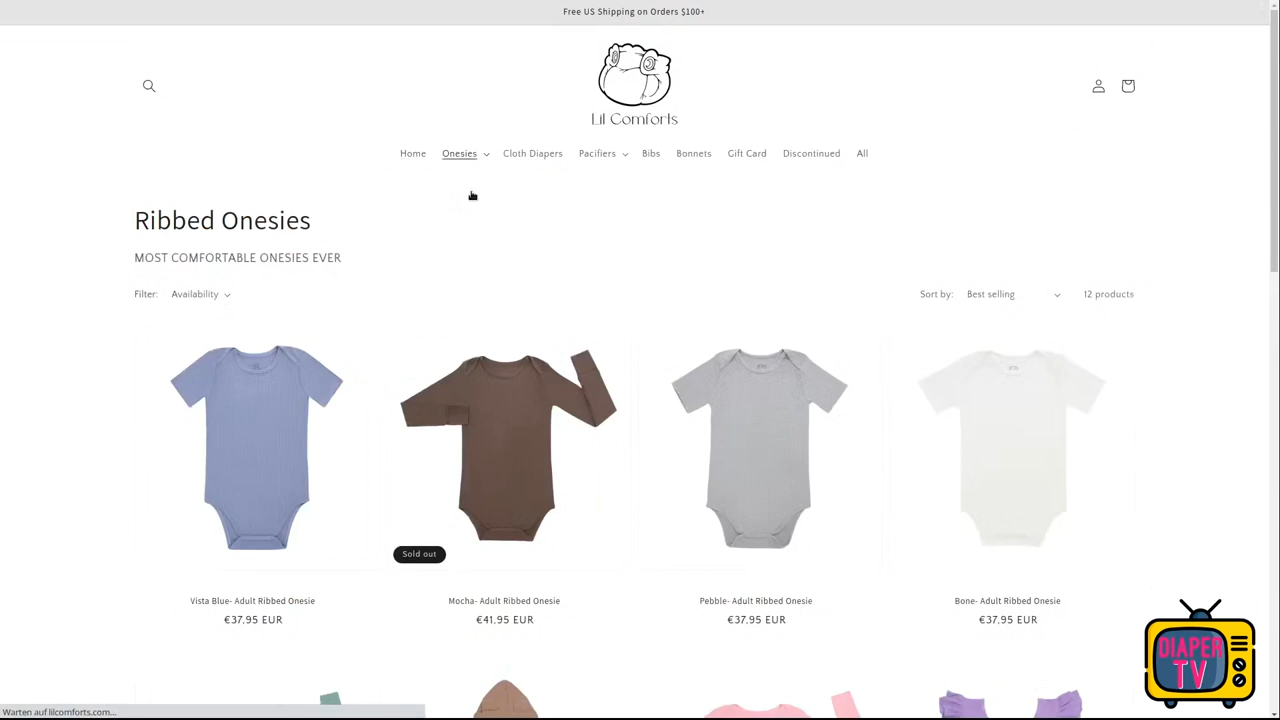 Free US Shipping on Orders $100+
Lil Comforts
Home Onesies Cloth Diapers Pacifiers Bibs Bonnets Gift Card Discontinued All
Ribbed Onesies
MOST COMFORTABLE ONESIES EVER
Filter: Availability Sort by: Best selling 12 products
Sold out
Vista Blue- Adult Ribbed Onesie Mocha- Adult Ribbed Onesie Pebble- Adult Ribbed Onesie Bone- Adult Ribbed Onesie
€37.95 EUR €41.95 EUR €37.95 EUR €37.95 EUR
DIAPER
TV
Warten auf lilcomforts.com...